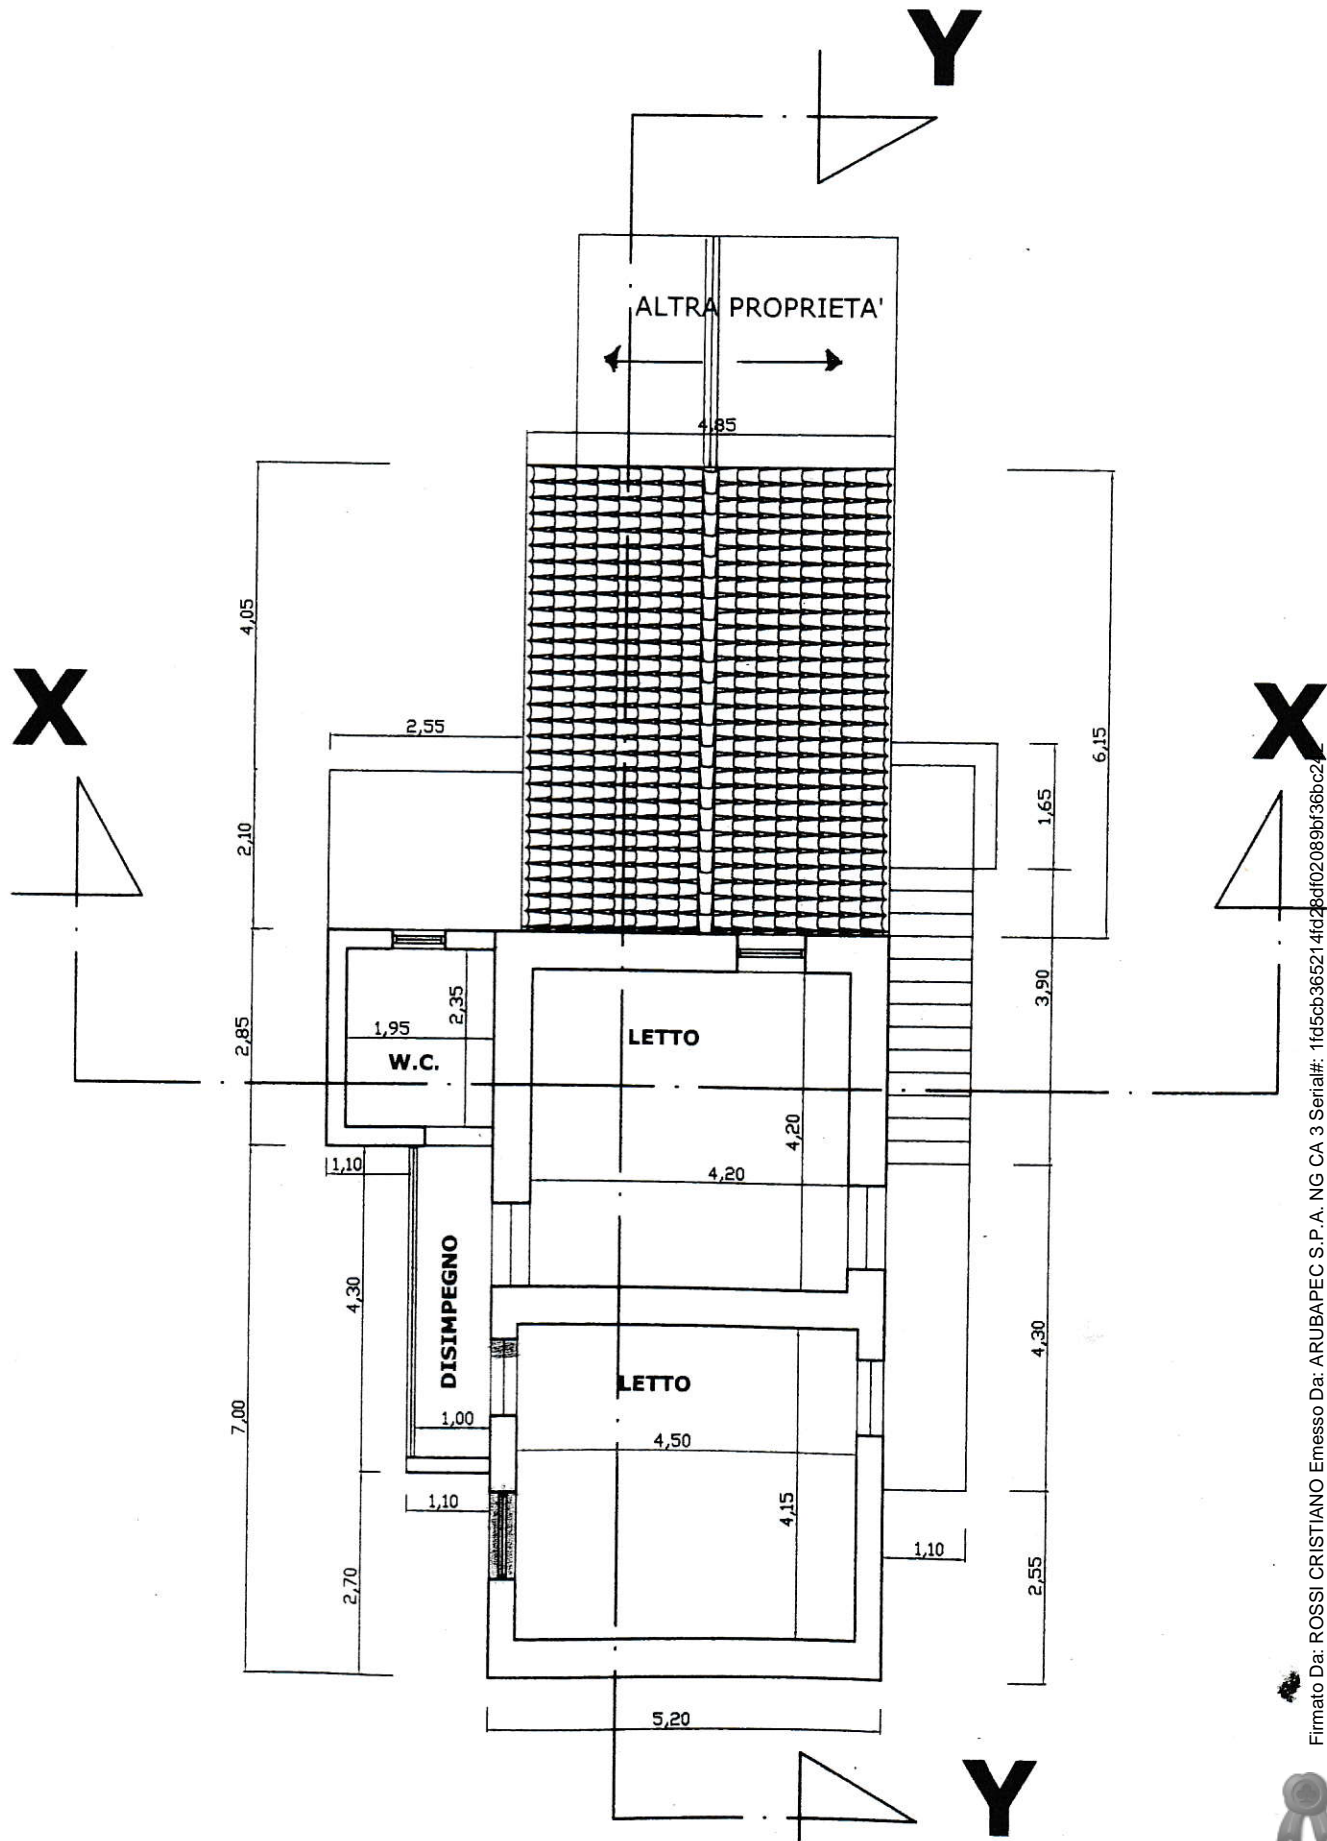 Y
ALTRA PROPRIETA'
4,85
4,05
6,15
X
X
2,55
1,65
2,10
3,90
2,35
2,85
1,95
LETTO
W.C.
4,20
1,10
4,20
DISIMPEGNO
4,30
4,30
LETTO
7,00
1,00
4,50
1,10
4,15
1,10
2,70
2,55
5,20
Y
Firmato Da: ROSSI CRISTIANO Emesso Da: ARUBAPEC S.P.A. NG CA 3 Serial#: